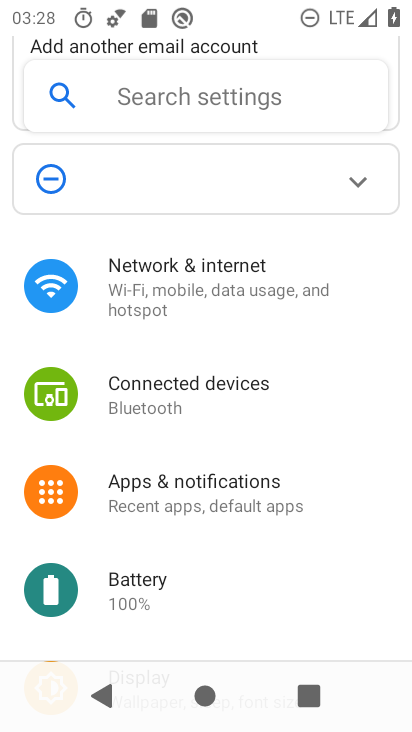 03:28 LTE
Add another email account
Search settings
Network & internet
Wi-Fi, mobile, data usage, and
hotspot
Connected devices
Bluetooth
Apps & notifications
Recent apps, default apps
Battery
100%
Display
Wallpaper, sleep, font size